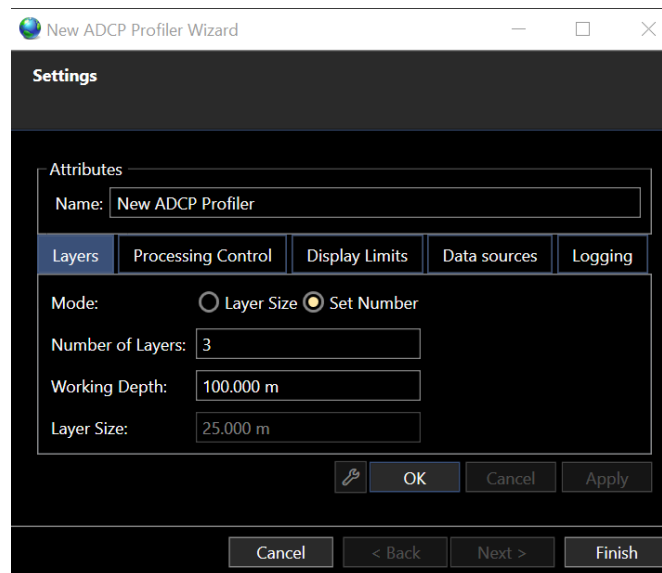 New ADCP Profiler Wizard
Settings
Attributes
Name: New ADCP Profiler
Layers Processing Control Display Limits Data sources Logging
Mode: Layer Size Set Number
Number of Layers: 3
Working Depth: 100.000 m
Layer Size: 25.000 m
OK Cancel Apply
Cancel < Back Next > Finish